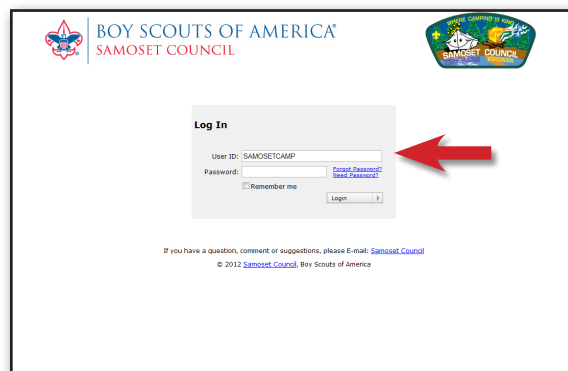 BOY SCOUTS OF AMERICA®
SAMOSET COUNCIL
WHERE CAMPING IS KING
SAMOSET COUNCIL
WISCONSIN
Log In
User ID: SAMOSETCAMP
Password:
Forgot Password?
Need Password?
Remember me
Login
If you have a question, comment or suggestions, please E-mail: Samoset Council
© 2012 Samoset Council, Boy Scouts of America